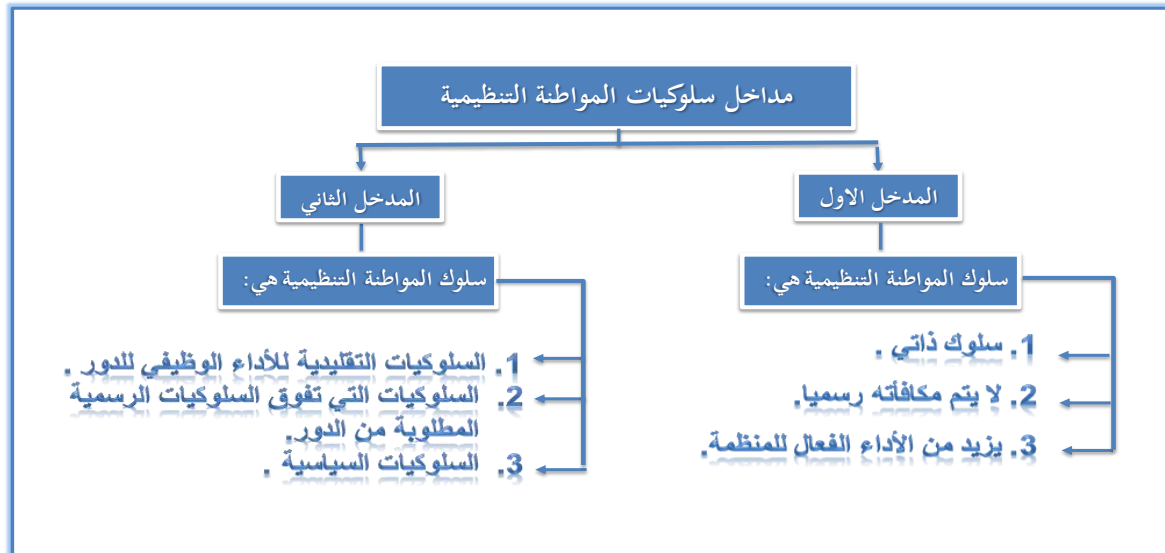 مداخل سلوكيات المواطنة التنظيمية
المدخل الاول
المدخل الثاني
سلوك المواطنة التنظيمية هي:
1. سلوك ذاتي .
2. لا يتم مكافأته رسميا.
3. يزيد من الأداء الفعال للمنظمة.
سلوك المواطنة التنظيمية هي:
1. السلوكيات التقليدية للأداء الوظيفي للدور .
2. السلوكيات التي تفوق السلوكيات الرسمية
المطلوبة من الدور.
3. السلوكيات السياسية .